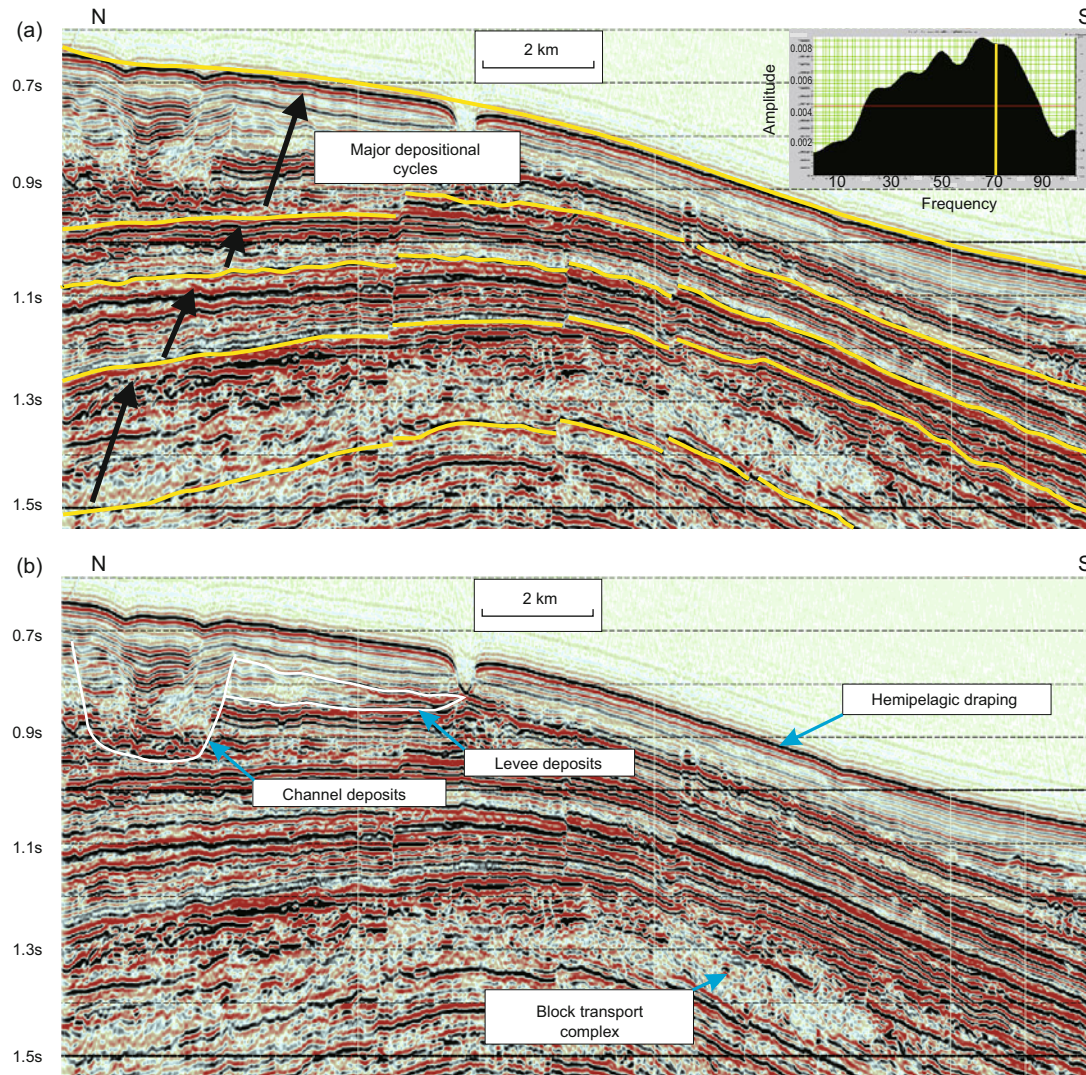 (a)
N
S
2 km
0.7s
0.9s
1.1s
1.3s
1.5s
Major depositional
cycles
Amplitude
0.008
0.006
0.004
0.002
10 30 50 70 90
Frequency
(b)
N
S
2 km
0.7s
0.9s
1.1s
1.3s
1.5s
Hemipelagic draping
Levee deposits
Channel deposits
Block transport
complex